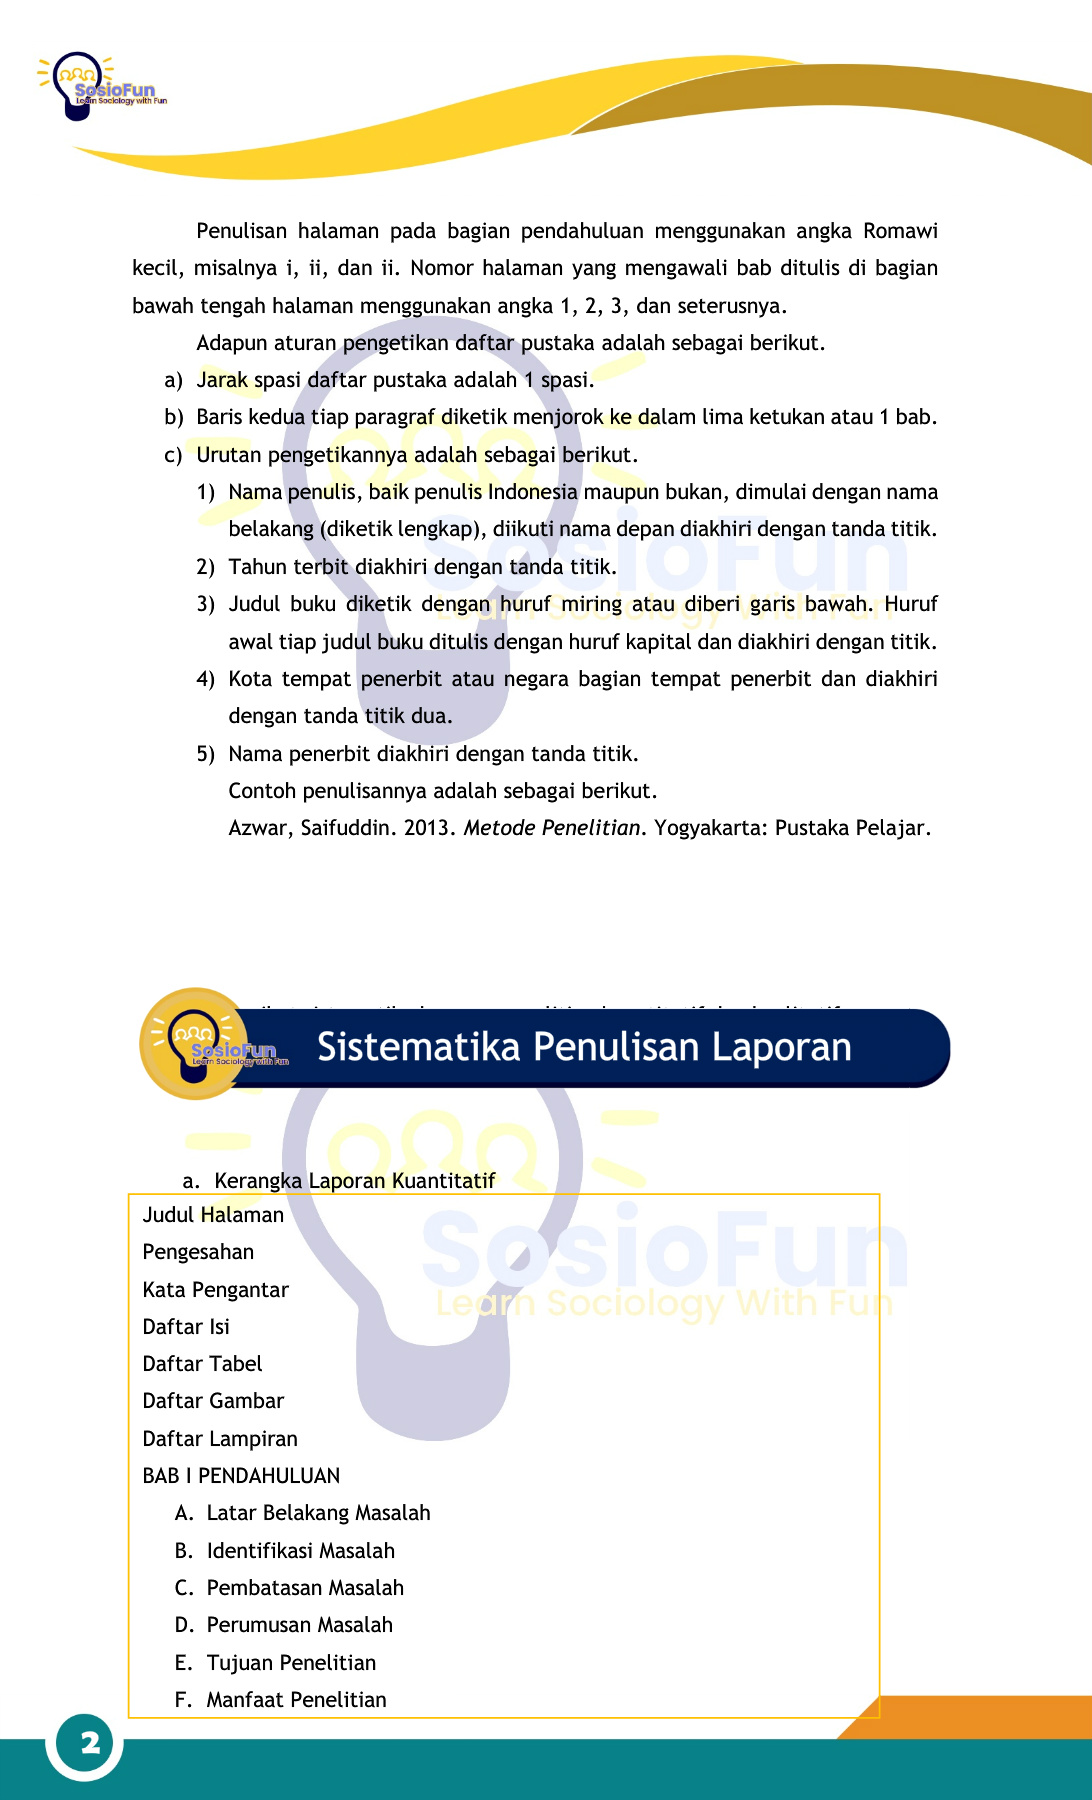 SosioFun
Learn Sociology with Fun
Penulisan halaman pada bagian pendahuluan menggunakan angka Romawi
kecil, misalnya i, ii, dan ii. Nomor halaman yang mengawali bab ditulis di bagian
bawah tengah halaman menggunakan angka 1, 2, 3, dan seterusnya.
Adapun aturan pengetikan daftar pustaka adalah sebagai berikut.
a) Jarak spasi daftar pustaka adalah 1 spasi.
b) Baris kedua tiap paragraf diketik menjorok ke dalam lima ketukan atau 1 bab.
c) Urutan pengetikannya adalah sebagai berikut.
1) Nama penulis, baik penulis Indonesia maupun bukan, dimulai dengan nama
belakang (diketik lengkap), diikuti nama depan diakhiri dengan tanda titik.
2) Tahun terbit diakhiri dengan tanda titik.
3) Judul buku diketik dengan huruf miring atau diberi garis bawah. Huruf
awal tiap judul buku ditulis dengan huruf kapital dan diakhiri dengan titik.
4) Kota tempat penerbit atau negara bagian tempat penerbit dan diakhiri
dengan tanda titik dua.
5) Nama penerbit diakhiri dengan tanda titik.
Contoh penulisannya adalah sebagai berikut.
Azwar, Saifuddin. 2013. Metode Penelitian. Yogyakarta: Pustaka Pelajar.
SosioFun
Learn Sociology With Fun
SosioFun
Learn Sociology with Fun
Sistematika Penulisan Laporan
a. Kerangka Laporan Kuantitatif
Judul Halaman
Pengesahan
Kata Pengantar
Daftar Isi
Daftar Tabel
Daftar Gambar
Daftar Lampiran
BAB I PENDAHULUAN
A. Latar Belakang Masalah
B. Identifikasi Masalah
C. Pembatasan Masalah
D. Perumusan Masalah
E. Tujuan Penelitian
F. Manfaat Penelitian
SosioFun
Learn Sociology With Fun
2